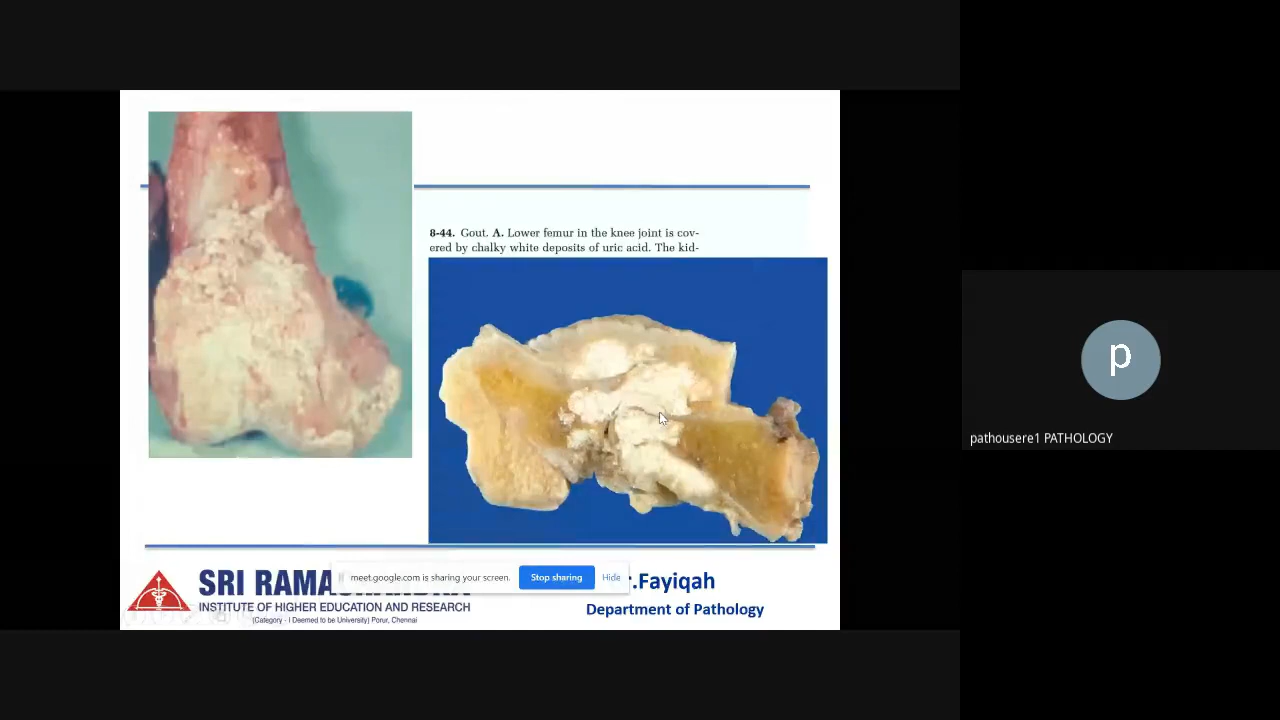 8-44. Gout. A. Lower femur in the knee joint is cov-
ered by chalky white deposits of uric acid. The kid-
p
pathousere1 PATHOLOGY
SRI
meet.google.com is sharing your screen. Stop sharing Hide
.Fayiqah
INSTITUTE OF HIGHER EDUCATION AND RESEARCH
Department of Pathology
(Category - I Deemed to be University) Porur, Chennai